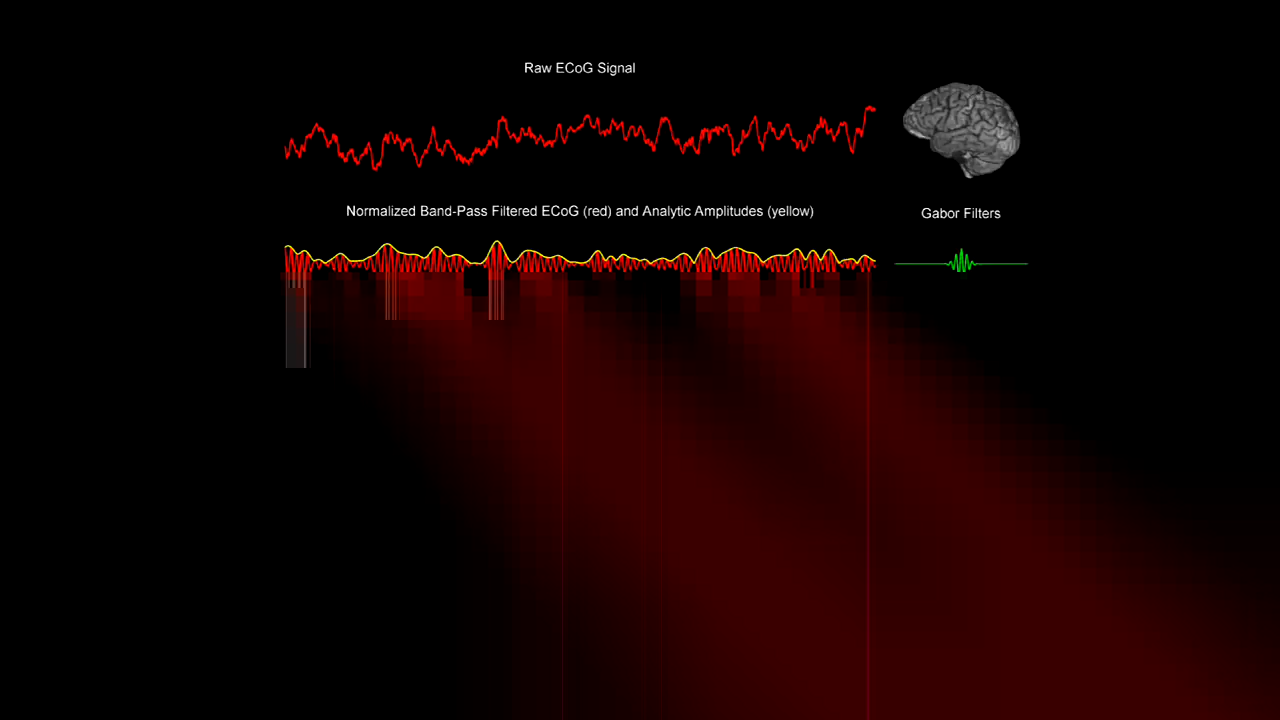 Raw ECoG Signal
Normalized Band-Pass Filtered ECoG (red) and Analytic Amplitudes (yellow)
Gabor Filters